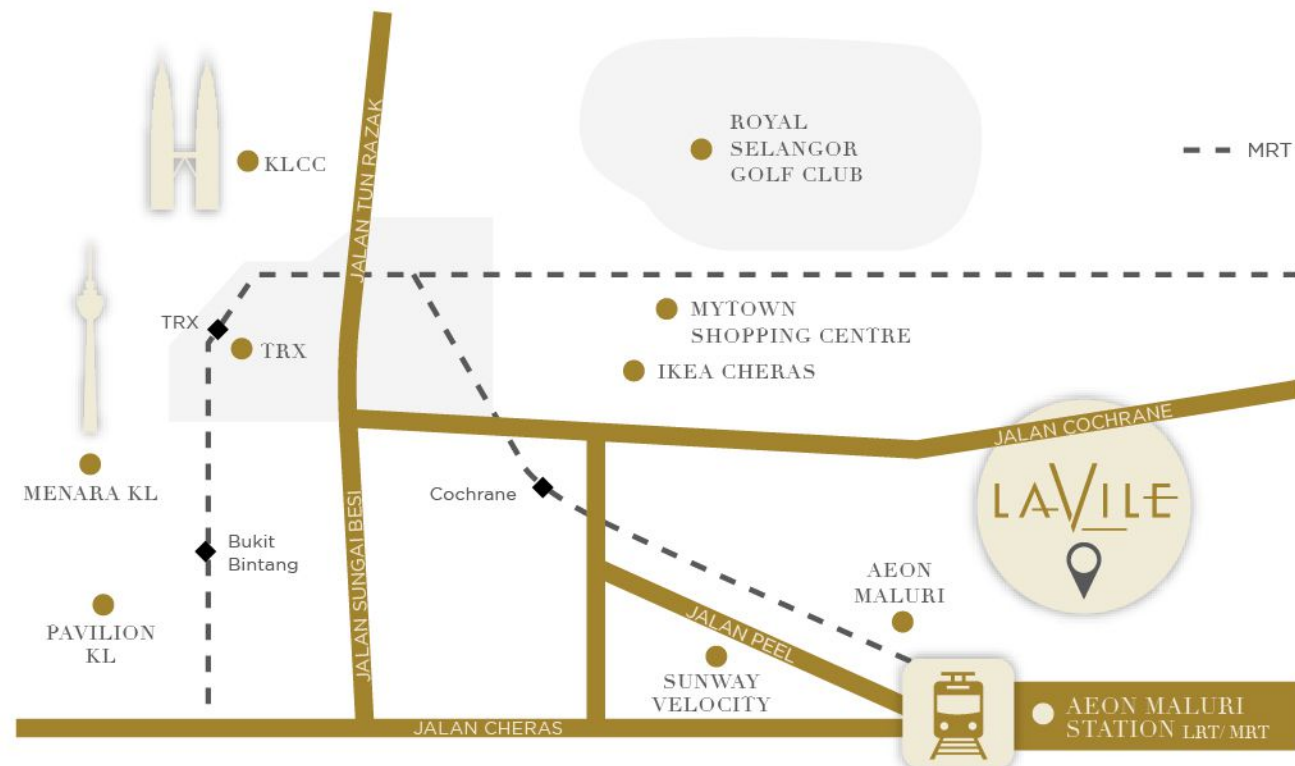 JALAN TUN RAZAK
KLCC
ROYAL
SELANGOR
GOLF CLUB
MRT
TRX
TRX
MYTOWN
SHOPPING CENTRE
IKEA CHERAS
JALAN COCHRANE
LAVILE
MENARA KL
Cochrane
Bukit
Bintang
JALAN SUNGAI BESI
AEON
MALURI
PAVILION
KL
JALAN PEEL
SUNWAY
VELOCITY
JALAN CHERAS
AEON MALURI
STATION LRT/ MRT